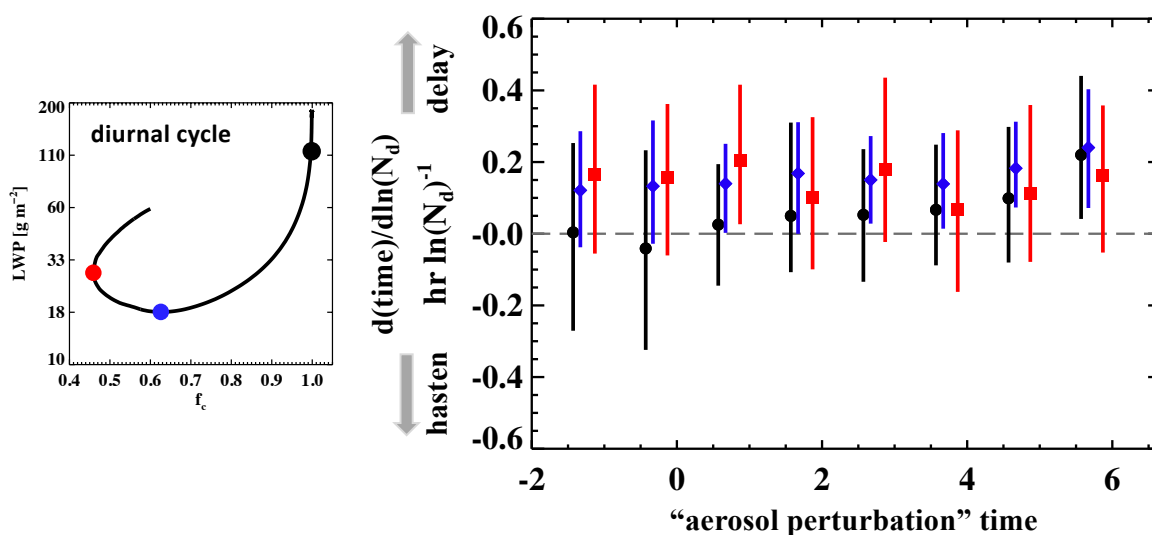 diurnal cycle
LWP [g m⁻²]
200
110
60
33
18
10
0.4 0.5 0.6 0.7 0.8 0.9 1.0
f_c
delay
hasten
d(time)/dln(N_d)
hr ln(N_d)⁻¹
0.6
0.4
0.2
-0.0
-0.2
-0.4
-0.6
-2 0 2 4 6
“aerosol perturbation” time